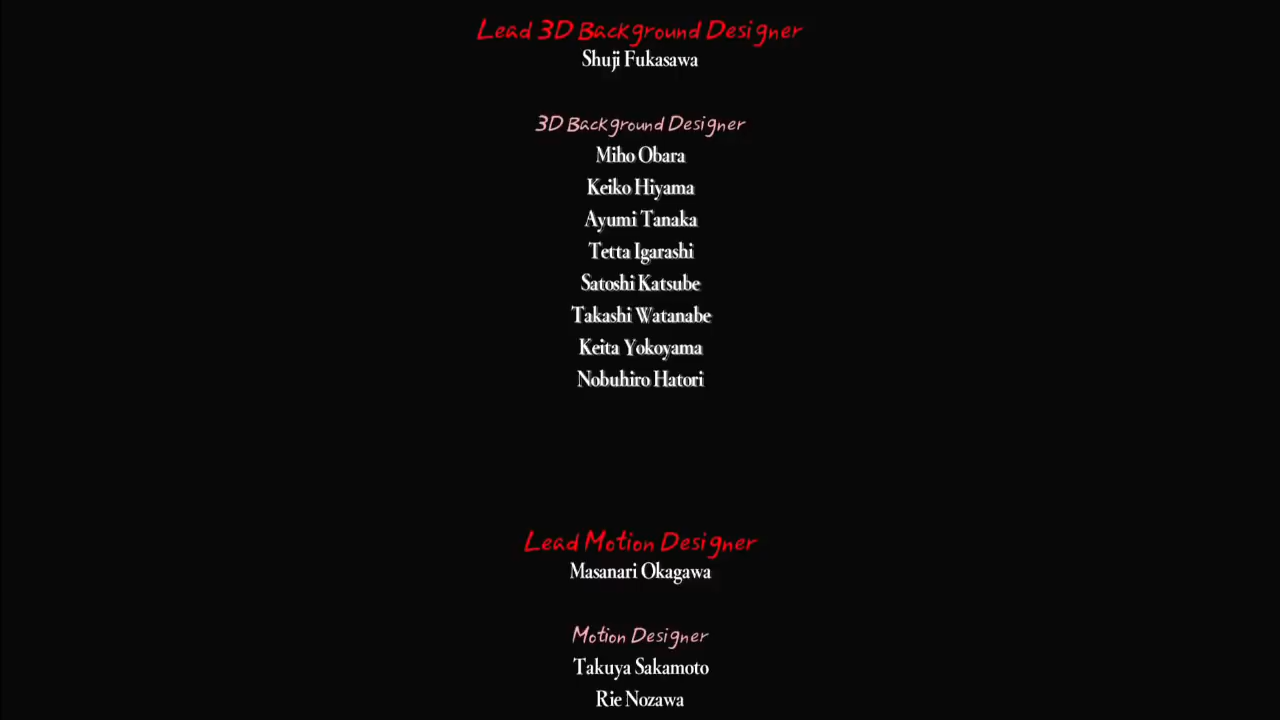 Lead 3D Background Designer
Shuji Fukasawa
3D Background Designer
Miho Obara
Keiko Hiyama
Ayumi Tanaka
Tetta Igarashi
Satoshi Katsube
Takashi Watanabe
Keita Yokoyama
Nobuhiro Hatori
Lead Motion Designer
Masanari Okagawa
Motion Designer
Takuya Sakamoto
Rie Nozawa